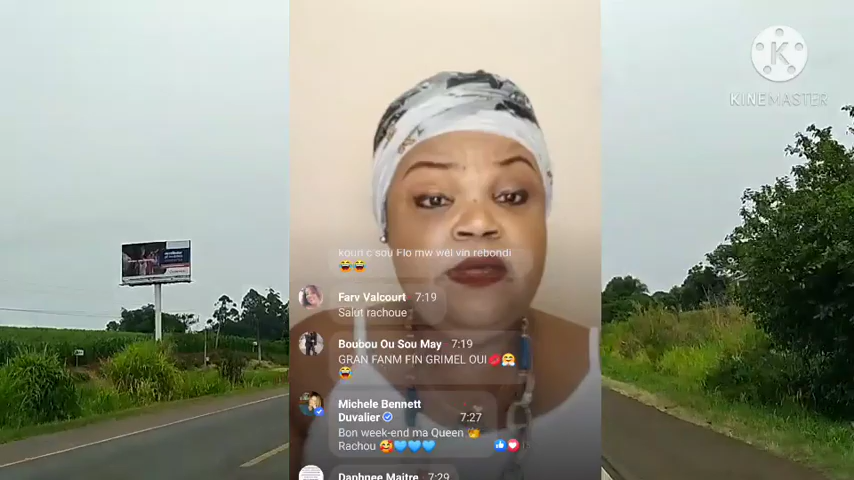 KINEMASTER
kouri c sou Flo mw wèl vin rebondi
😂😂
Farv Valcourt 7:19
Salut rachoue
Boubou Ou Sou May 7:19
GRAN FANM FIN GRIMEL OUI💋🤗
😂
Michele Bennett
Duvalier 7:27
Bon week-end ma Queen 👏
Rachou 🥰💙💙💙
Daphnee Maitre 7:29